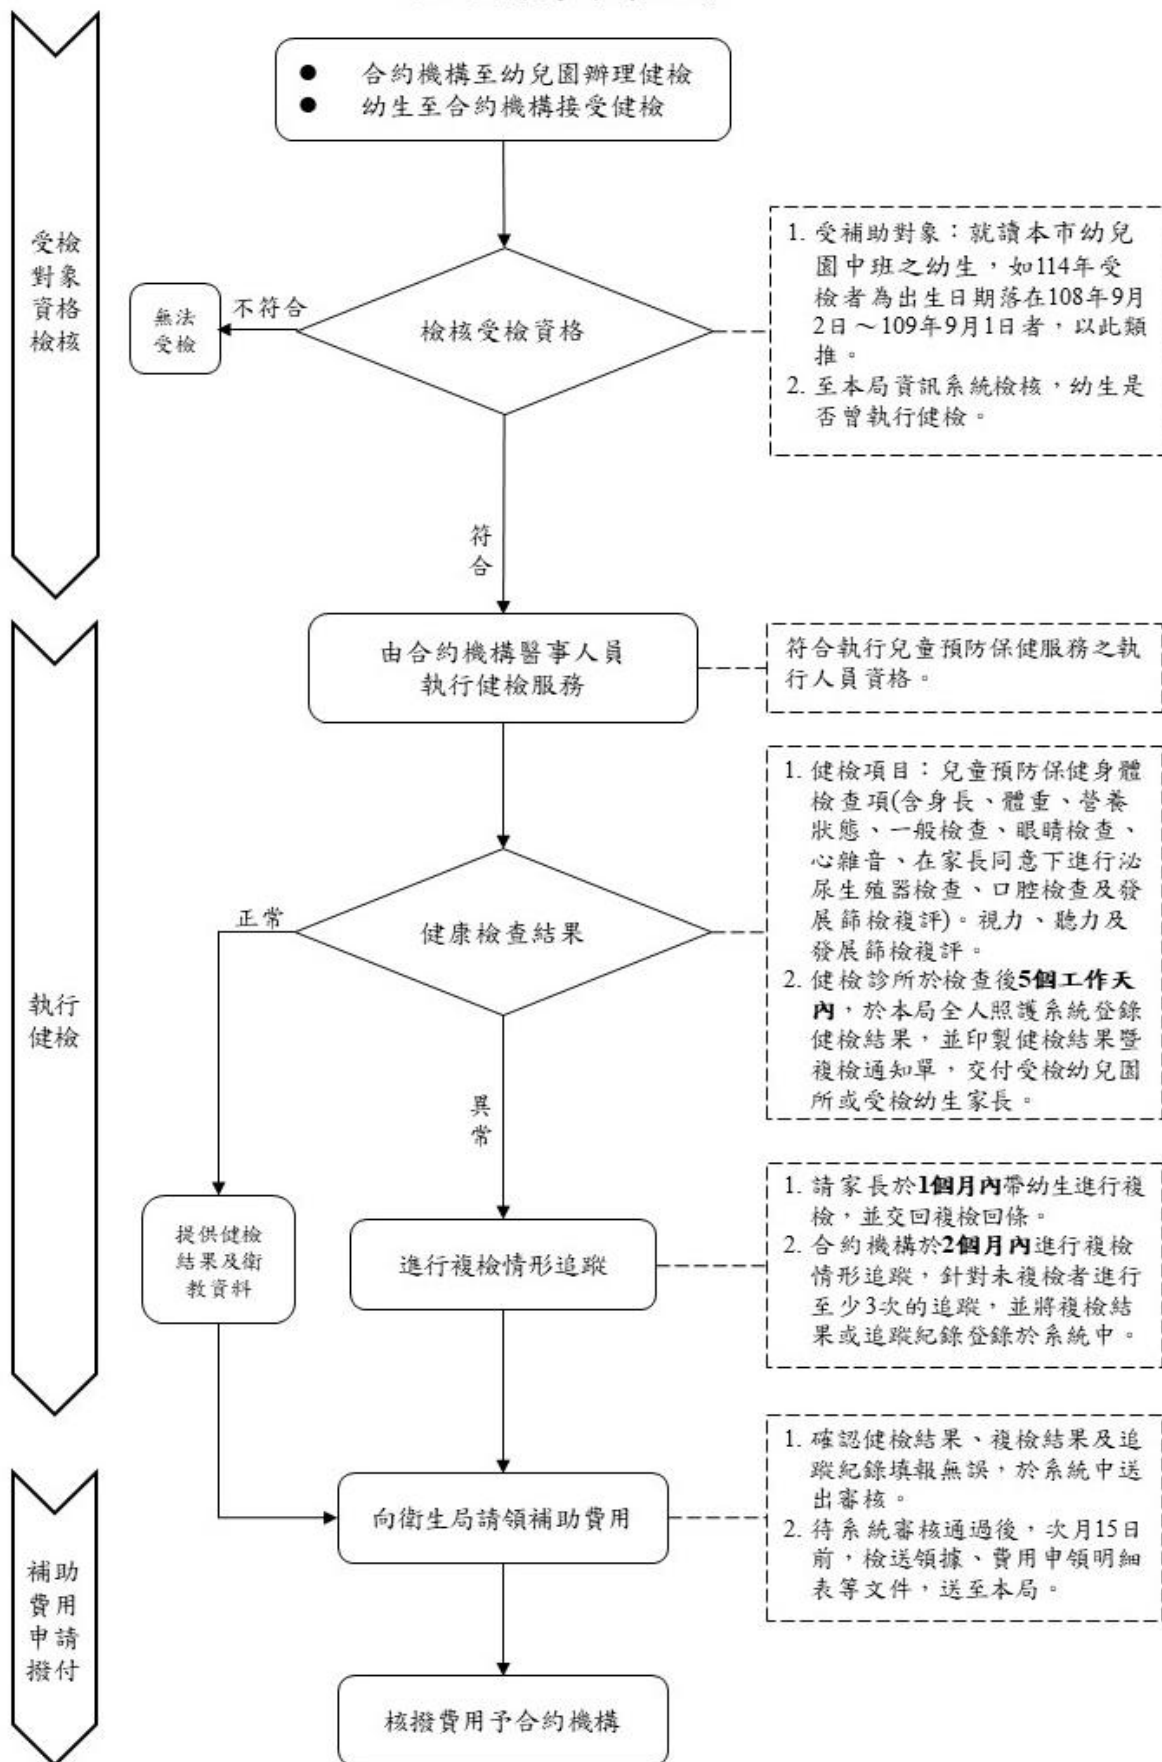 ● 合約機構至幼兒園辦理健檢
● 幼生至合約機構接受健檢
受檢
對象
資格
檢核
無法
受檢
不符合
檢核受檢資格
1. 受補助對象：就讀本市幼兒
園中班之幼生，如114年受
檢者為出生日期落在108年9月
2日～109年9月1日者，以此類
推。
2. 至本局資訊系統檢核，幼生是
否曾執行健檢。
符
合
由合約機構醫事人員
執行健檢服務
符合執行兒童預防保健服務之執
行人員資格。
執行
健檢
正常
健康檢查結果
1. 健檢項目：兒童預防保健身體
檢查項(含身長、體重、營養
狀態、一般檢查、眼睛檢查、
心雜音、在家長同意下進行泌
尿生殖器檢查、口腔檢查及發
展篩檢複評)。視力、聽力及
發展篩檢複評。
2. 健檢診所於檢查後5個工作天
內，於本局全人照護系統登錄
健檢結果，並印製健檢結果暨
複檢通知單，交付受檢幼兒園
所或受檢幼生家長。
異
常
提供健檢
結果及衛
教資料
進行複檢情形追蹤
1. 請家長於1個月內帶幼生進行複
檢，並交回複檢回條。
2. 合約機構於2個月內進行複檢
情形追蹤，針對未複檢者進行
至少3次的追蹤，並將複檢結
果或追蹤紀錄登錄於系統中。
補助
費用
申請
撥付
向衛生局請領補助費用
1. 確認健檢結果、複檢結果及追
蹤紀錄填報無誤，於系統中送
出審核。
2. 待系統審核通過後，次月15日
前，檢送領據、費用申領明細
表等文件，送至本局。
核撥費用予合約機構